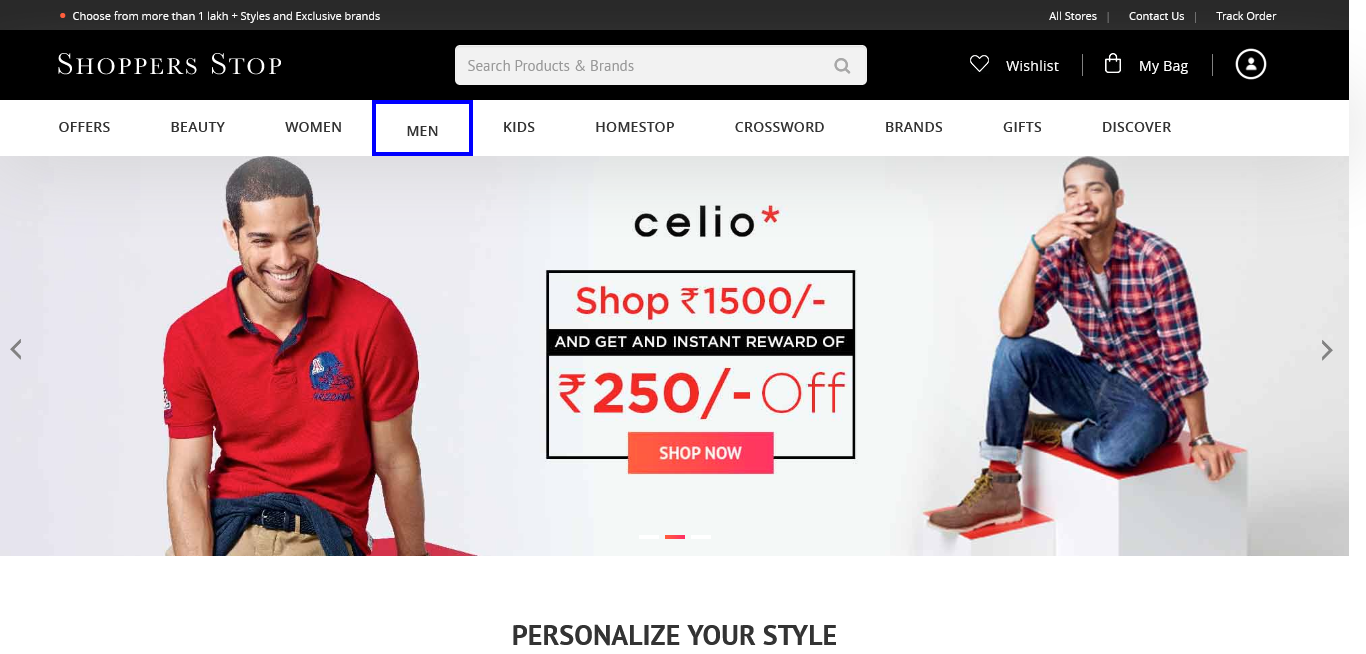 Choose from more than 1 lakh + Styles and Exclusive brands
All Stores | Contact Us | Track Order
SHOPPERS STOP
Search Products & Brands
Wishlist
My Bag
OFFERS BEAUTY WOMEN MEN KIDS HOMESTOP CROSSWORD BRANDS GIFTS DISCOVER
celio*
Shop ₹1500/-
AND GET AND INSTANT REWARD OF
₹250/- Off
SHOP NOW
PERSONALIZE YOUR STYLE